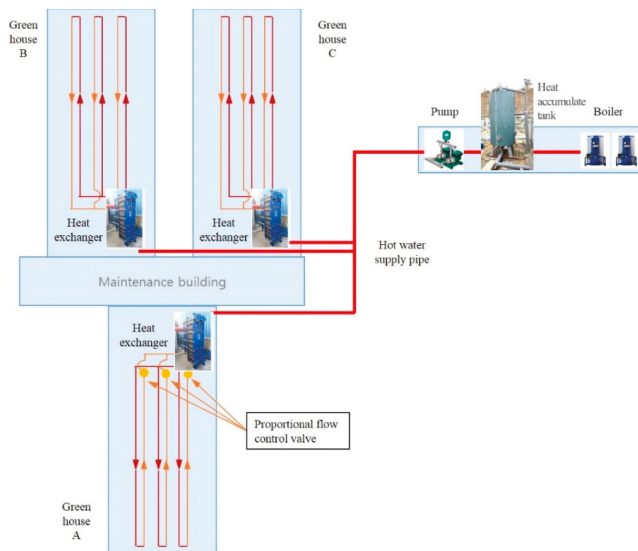 Green
house
B
Green
house
C
Heat
accumulate
tank
Pump
Boiler
Heat
exchanger
Heat
exchanger
Hot water
supply pipe
Maintenance building
Heat
exchanger
Proportional flow
control valve
Green
house
A